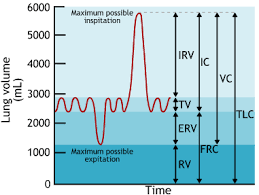 6000
5000
4000
3000
2000
1000
0
Lung volume
(mL)
Maximum possible
inspitation
Maximum possible
expitation
IRV
IC
VC
TLC
TV
ERV
FRC
RV
Time